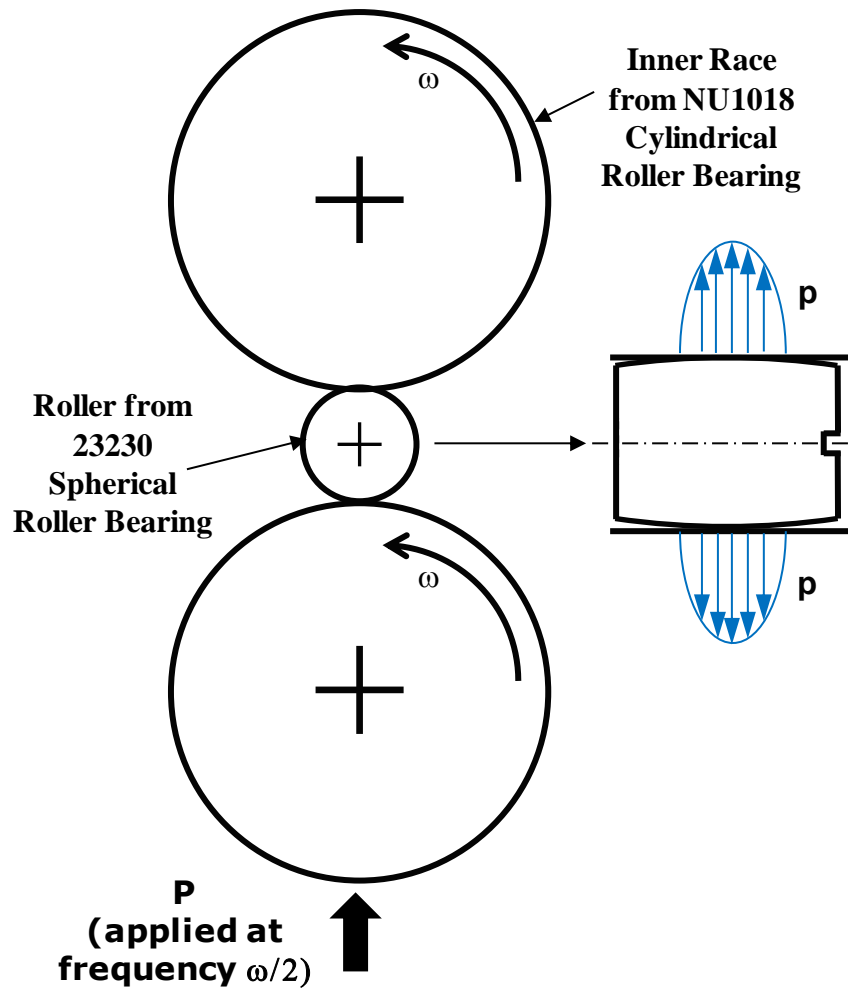 ω
Inner Race
from NU1018
Cylindrical
Roller Bearing
p
Roller from
23230
Spherical
Roller Bearing
ω
p
P
(applied at
frequency ω/2)